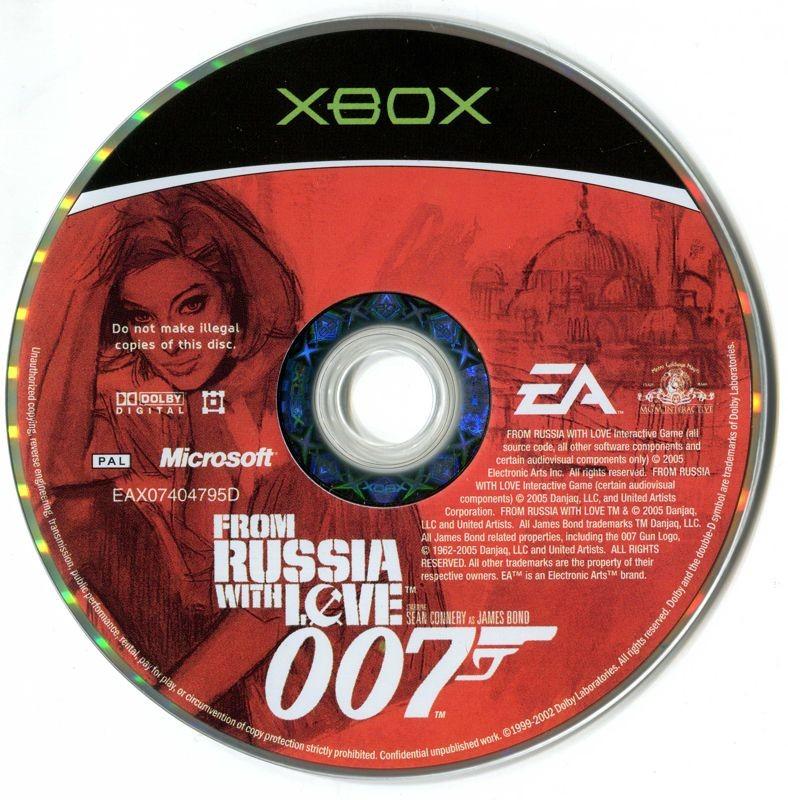 XBOX
Do not make illegal
copies of this disc.
DOLBY
DIGITAL
PAL
Microsoft®
EAX07404795D
EA™
Metro Goldwyn Mayer
MGM INTERACTIVE
FROM RUSSIA WITH LOVE Interactive Game (all
source code, all other software components and
certain audiovisual components only) © 2005
Electronic Arts Inc. All rights reserved. FROM RUSSIA
WITH LOVE Interactive Game (certain audiovisual
components) © 2005 Danjaq, LLC, and United Artists
Corporation. FROM RUSSIA WITH LOVE TM & © 2005 Danjaq,
LLC and United Artists. All James Bond trademarks TM Danjaq, LLC.
All James Bond related properties, including the 007 Gun Logo,
© 1962-2005 Danjaq, LLC and United Artists. ALL RIGHTS
RESERVED. All other trademarks are the property of their
respective owners. EA™ is an Electronic Arts™ brand.
FROM
RUSSIA
WITH LOVE™
STARRING
SEAN CONNERY AS JAMES BOND
007™
Unauthorized copying, reverse engineering, transmission, public performance, rental, pay for play, or circumvention of copy protection strictly prohibited. Confidential unpublished work. ©1999-2002 Dolby Laboratories. All rights reserved. Dolby and the double-D symbol are trademarks of Dolby Laboratories.
XBOX